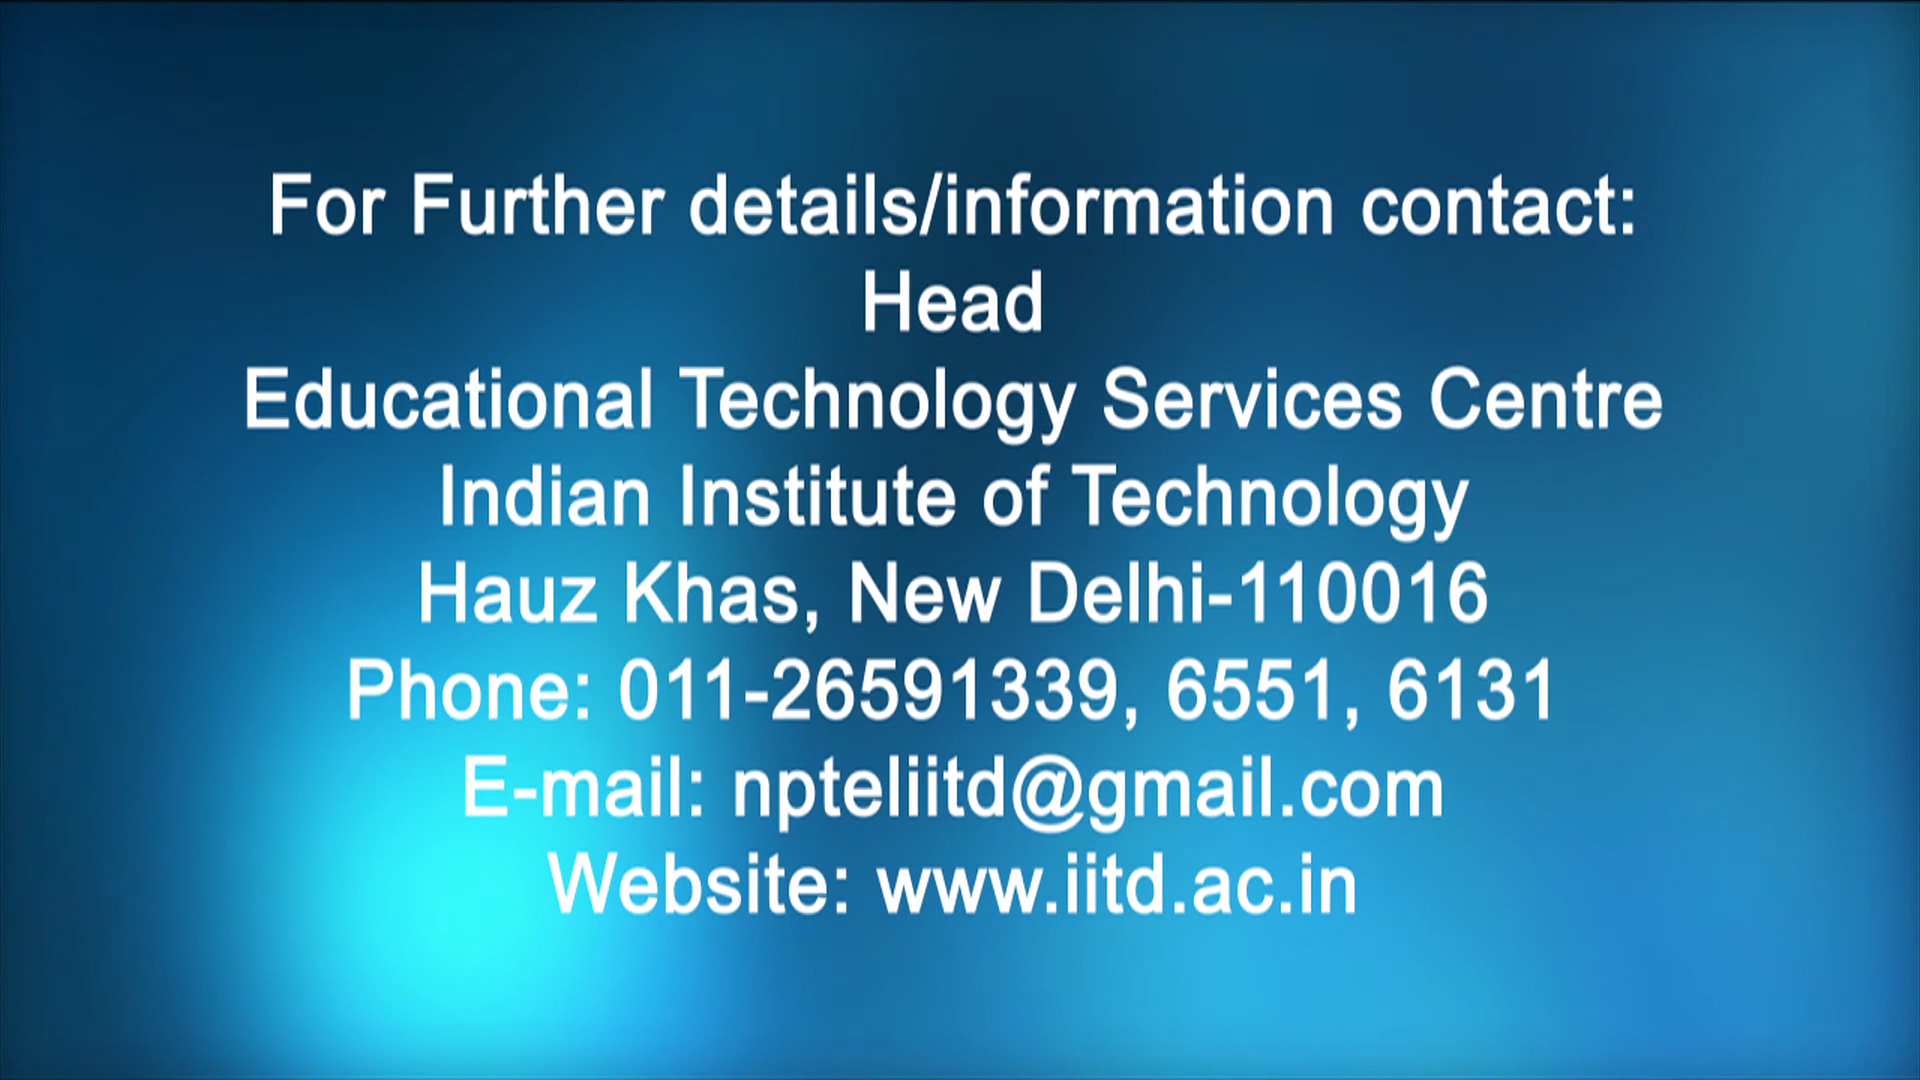 For Further details/information contact:
Head
Educational Technology Services Centre
Indian Institute of Technology
Hauz Khas, New Delhi-110016
Phone: 011-26591339, 6551, 6131
E-mail: npteliitd@gmail.com
Website: www.iitd.ac.in